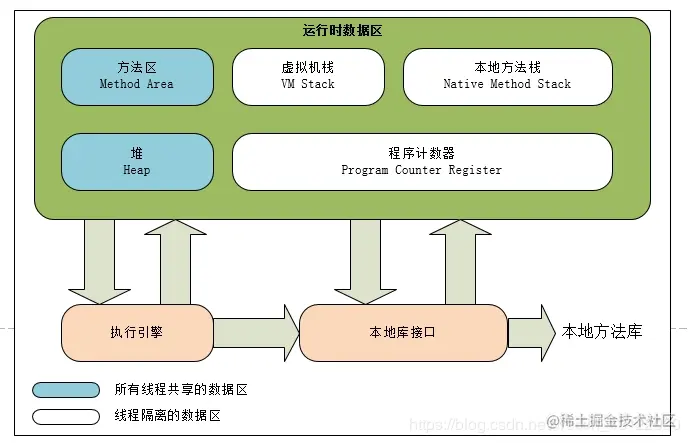 运行时数据区
方法区
Method Area
虚拟机栈
VM Stack
本地方法栈
Native Method Stack
堆
Heap
程序计数器
Program Counter Register
执行引擎
本地库接口
本地方法库
所有线程共享的数据区
线程隔离的数据区
https://blog.csdn.ne
@稀土掘金技术社区